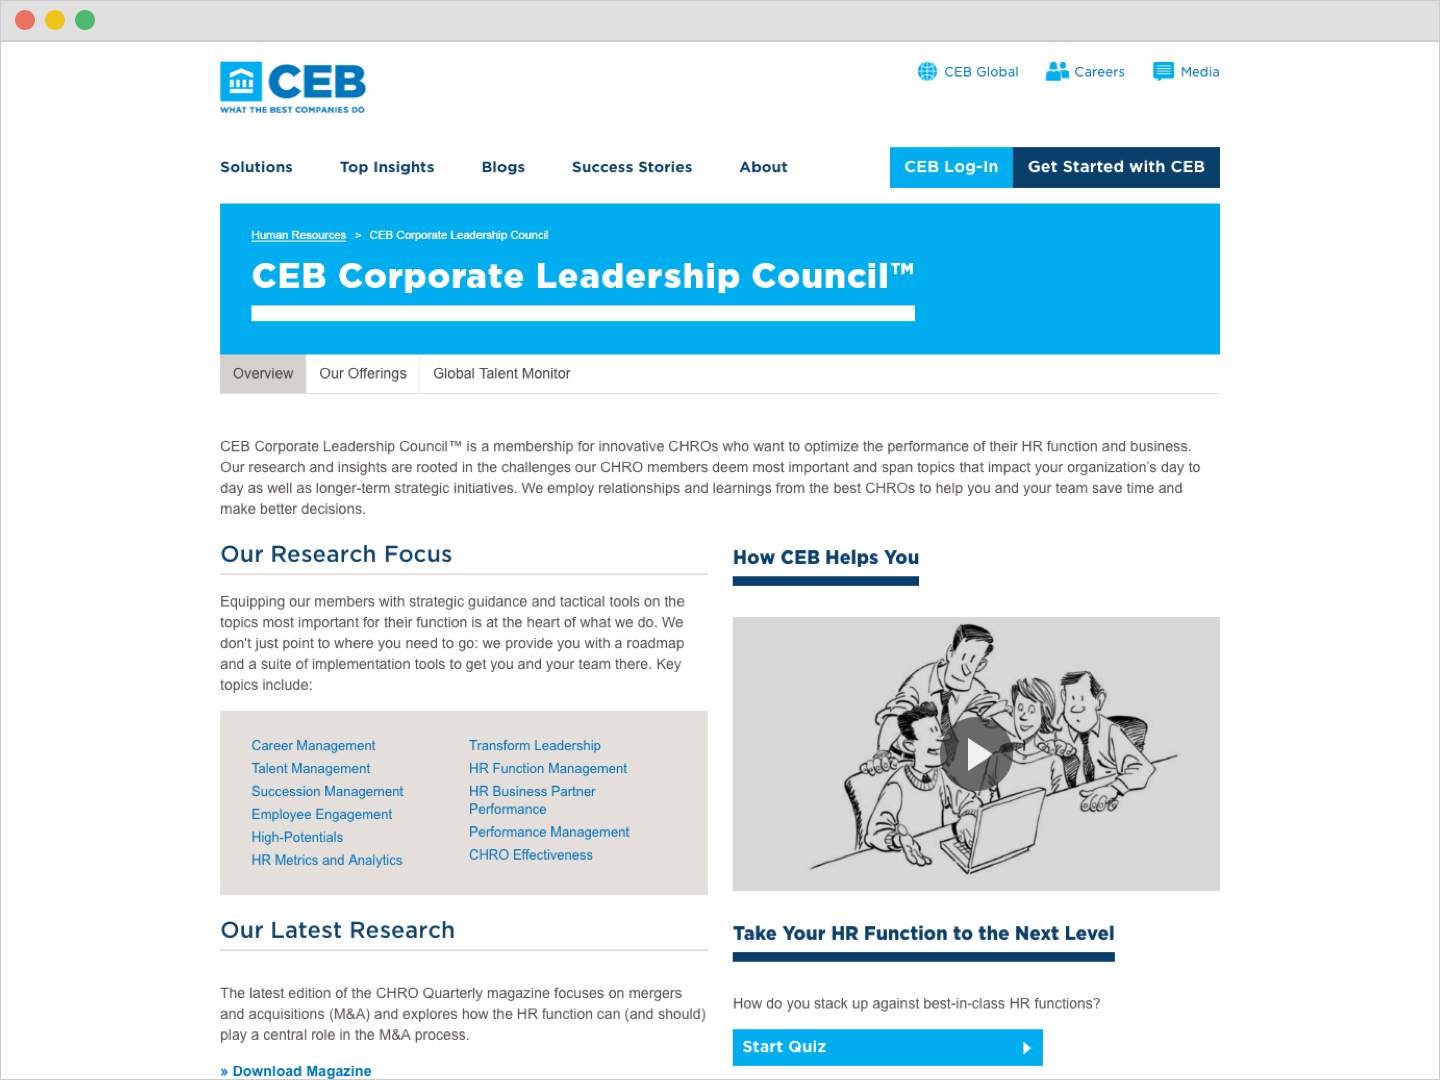 CEB
WHAT THE BEST COMPANIES DO
CEB Global
Careers
Media
Solutions
Top Insights
Blogs
Success Stories
About
CEB Log-In
Get Started with CEB
Human Resources > CEB Corporate Leadership Council
CEB Corporate Leadership Council™
Overview
Our Offerings
Global Talent Monitor
CEB Corporate Leadership Council™ is a membership for innovative CHROs who want to optimize the performance of their HR function and business.
Our research and insights are rooted in the challenges our CHRO members deem most important and span topics that impact your organization's day to
day as well as longer-term strategic initiatives. We employ relationships and learnings from the best CHROs to help you and your team save time and
make better decisions.
Our Research Focus
Equipping our members with strategic guidance and tactical tools on the
topics most important for their function is at the heart of what we do. We
don't just point to where you need to go: we provide you with a roadmap
and a suite of implementation tools to get you and your team there. Key
topics include:
Career Management
Talent Management
Succession Management
Employee Engagement
High-Potentials
HR Metrics and Analytics
Transform Leadership
HR Function Management
HR Business Partner
Performance
Performance Management
CHRO Effectiveness
How CEB Helps You
Our Latest Research
The latest edition of the CHRO Quarterly magazine focuses on mergers
and acquisitions (M&A) and explores how the HR function can (and should)
play a central role in the M&A process.
» Download Magazine
Take Your HR Function to the Next Level
How do you stack up against best-in-class HR functions?
Start Quiz